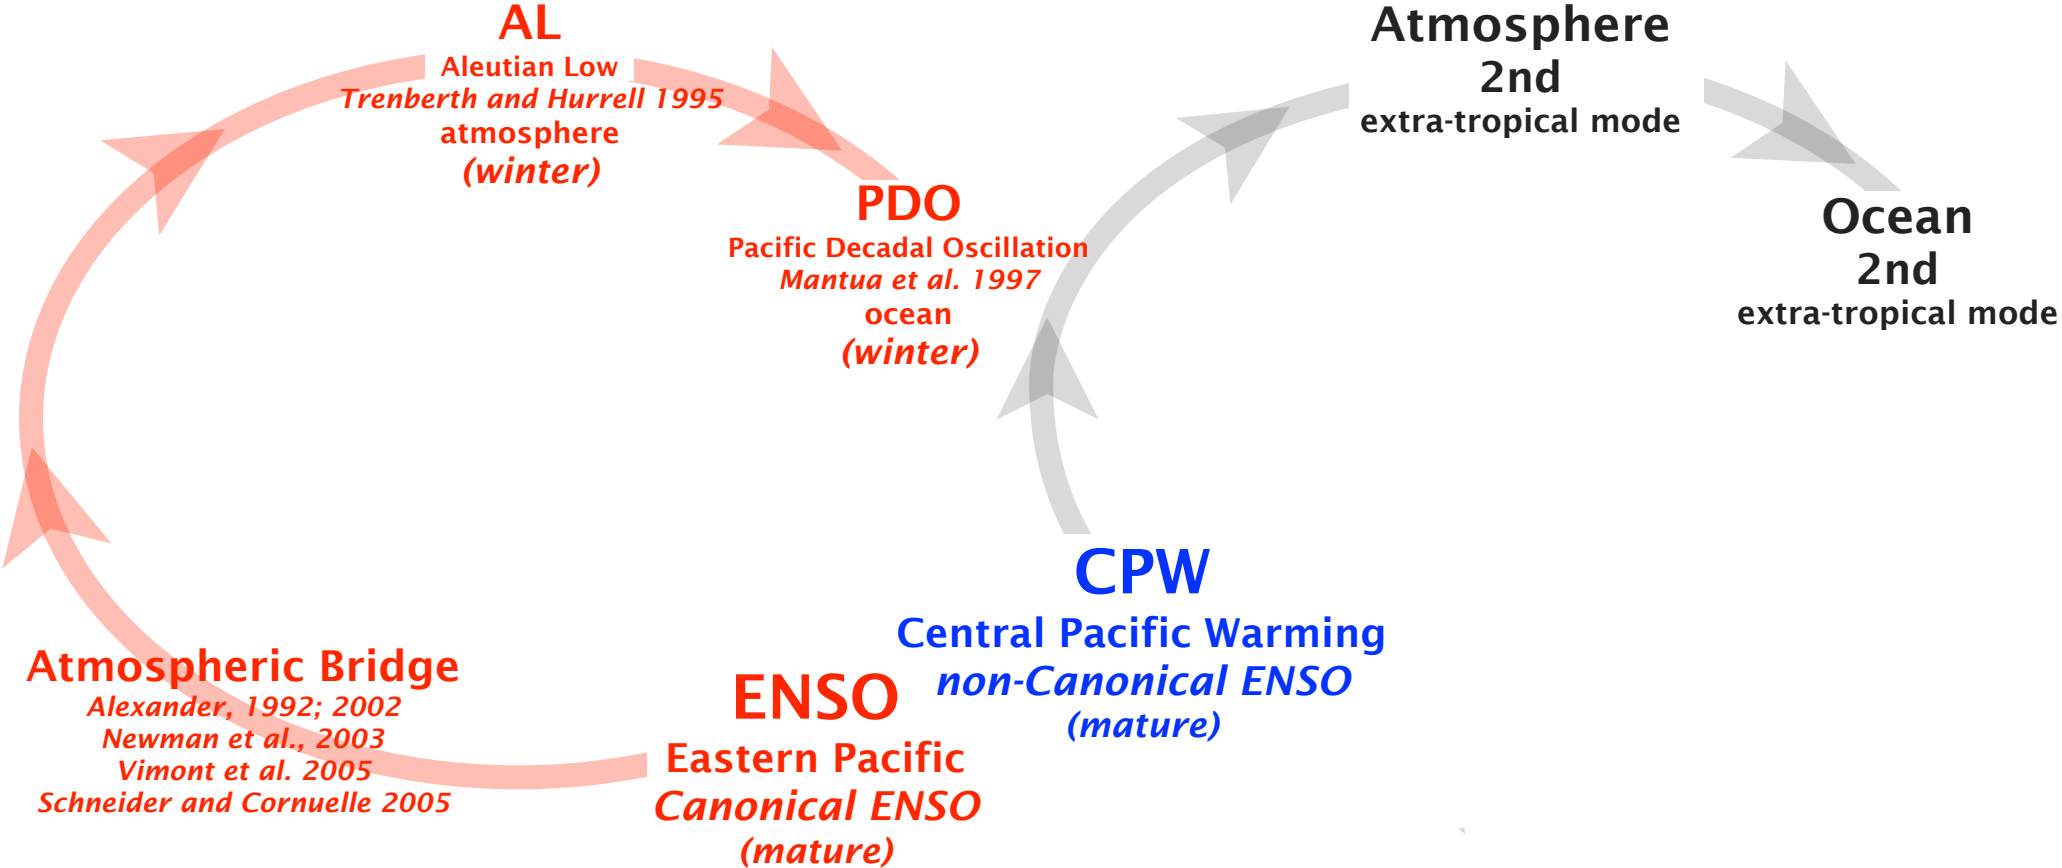 AL
Aleutian Low
Trenberth and Hurrell 1995
atmosphere
(winter)
PDO
Pacific Decadal Oscillation
Mantua et al. 1997
ocean
(winter)
Atmosphere
2nd
extra-tropical mode
Ocean
2nd
extra-tropical mode
Atmospheric Bridge
Alexander, 1992; 2002
Newman et al., 2003
Vimont et al. 2005
Schneider and Cornuelle 2005
ENSO
Eastern Pacific
Canonical ENSO
(mature)
CPW
Central Pacific Warming
non-Canonical ENSO
(mature)